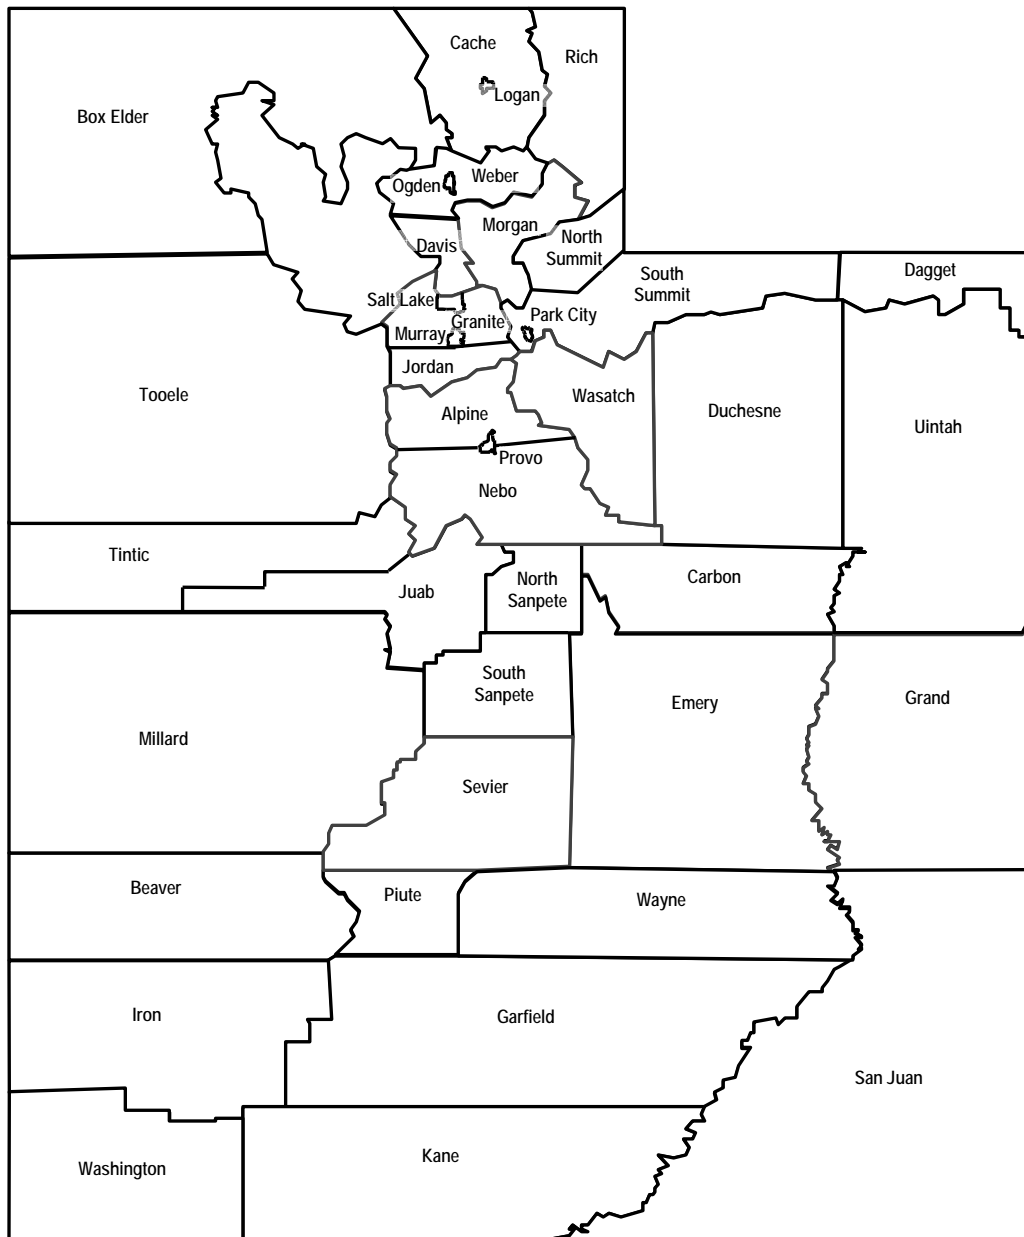 Cache
Rich
Logan
Box Elder
Weber
Ogden
Morgan
North
Summit
Davis
South
Summit
Dagget
Salt Lake
Park City
Granite
Murray
Jordan
Tooele
Wasatch
Duchesne
Alpine
Uintah
Provo
Nebo
Tintic
Carbon
North
Sanpete
Juab
South
Sanpete
Emery
Grand
Millard
Sevier
Beaver
Piute
Wayne
Iron
Garfield
San Juan
Kane
Washington